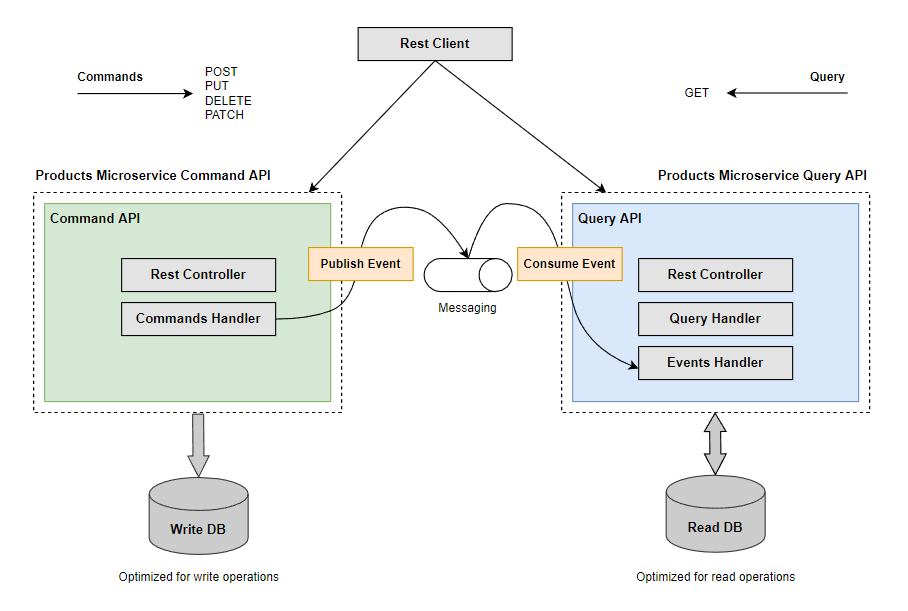 Rest Client
Commands
POST
PUT
DELETE
PATCH
GET
Query
Products Microservice Command API
Products Microservice Query API
Command API
Rest Controller
Commands Handler
Publish Event
Messaging
Consume Event
Query API
Rest Controller
Query Handler
Events Handler
Write DB
Read DB
Optimized for write operations
Optimized for read operations